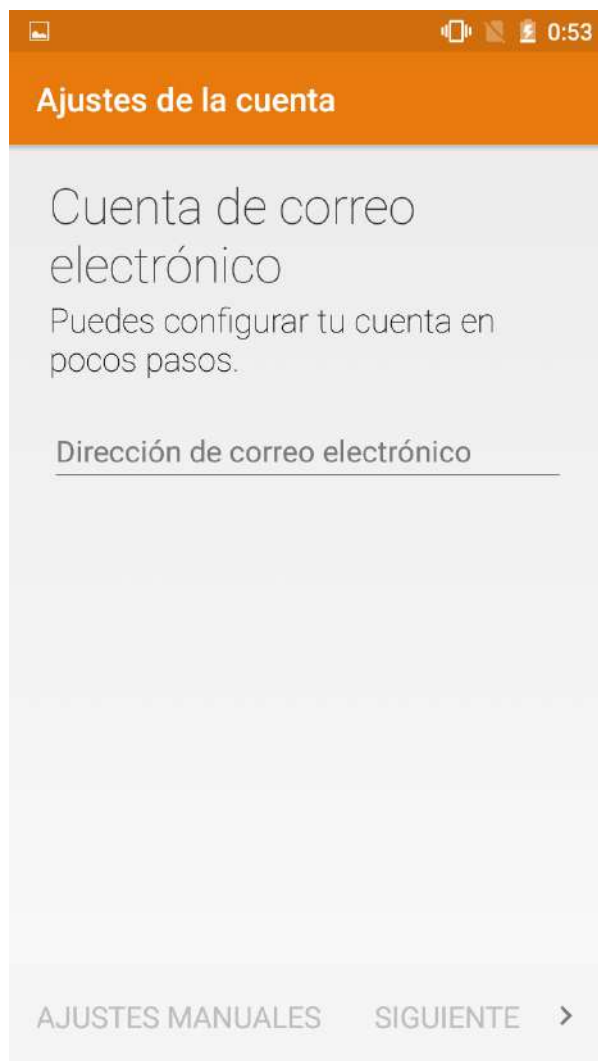 0:53
Ajustes de la cuenta
Cuenta de correo
electrónico
Puedes configurar tu cuenta en
pocos pasos.
Dirección de correo electrónico
AJUSTES MANUALES SIGUIENTE